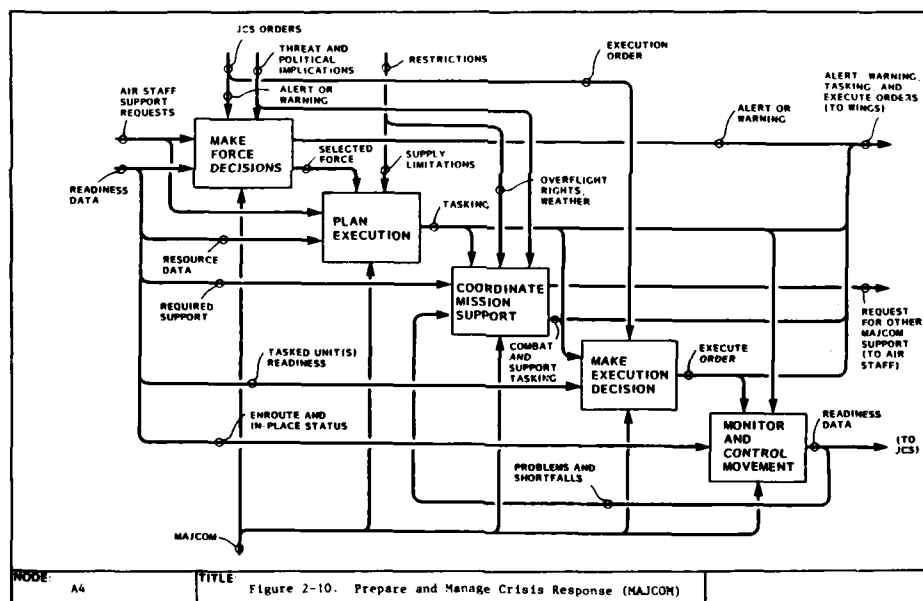 JCS ORDERS
THREAT AND
POLITICAL
IMPLICATIONS
RESTRICTIONS
EXECUTION
ORDER
ALERT WARNING,
TASKING, AND
EXECUTE ORDERS
(TO WINGS)
AIR STAFF
SUPPORT
REQUESTS
ALERT OR
WARNING
ALERT OR
WARNING
MAKE
FORCE
DECISIONS
SELECTED
FORCE
SUPPLY
LIMITATIONS
READINESS
DATA
OVERFLIGHT
RIGHTS,
WEATHER
PLAN
EXECUTION
TASKING
RESOURCE
DATA
REQUIRED
SUPPORT
COORDINATE
MISSION
SUPPORT
REQUEST
FOR OTHER
MAJCOM
SUPPORT
(TO AIR
STAFF)
COMBAT AND
SUPPORT
TASKING
TASKED UNIT(S)
READINESS
MAKE
EXECUTION
DECISION
EXECUTE
ORDER
ENROUTE AND
IN-PLACE STATUS
MONITOR
AND
CONTROL
MOVEMENT
READINESS
DATA
(TO
JCS)
PROBLEMS AND
SHORTFALLS
MAJCOM
NODE:
A4
TITLE
Figure 2-10. Prepare and Manage Crisis Response (MAJCOM)